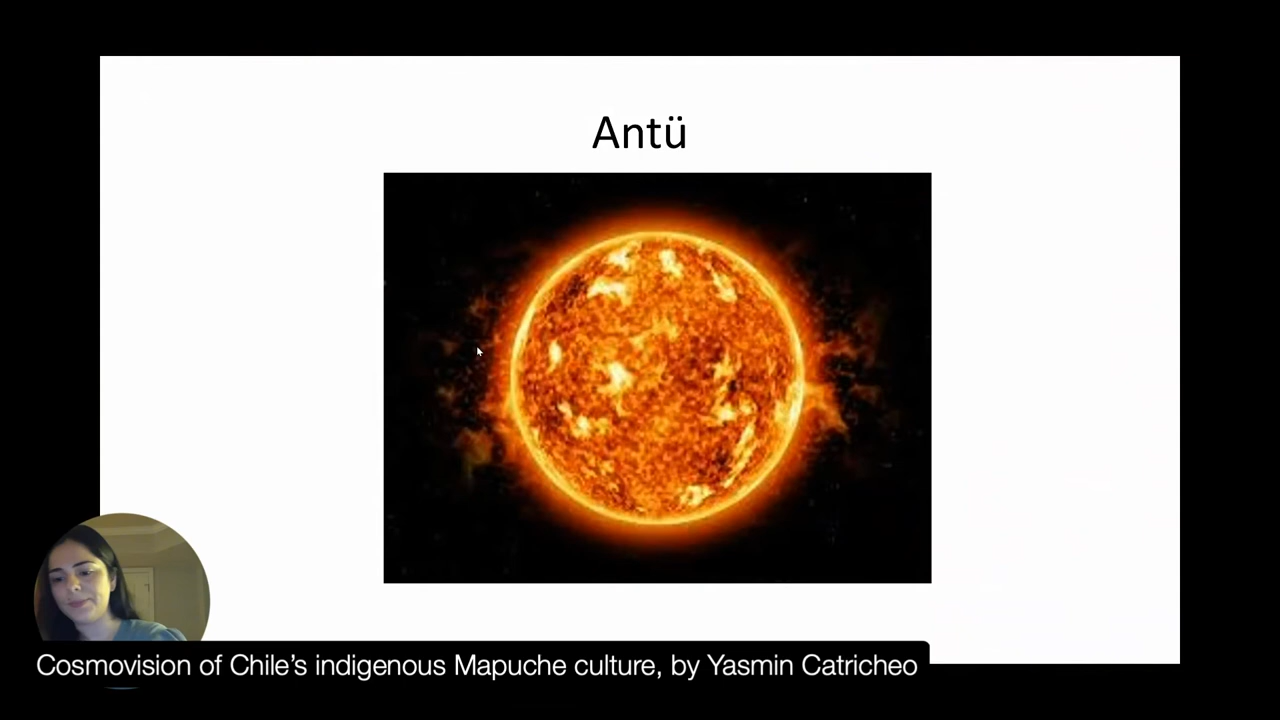 Antü
Cosmovision of Chile’s indigenous Mapuche culture, by Yasmin Catricheo